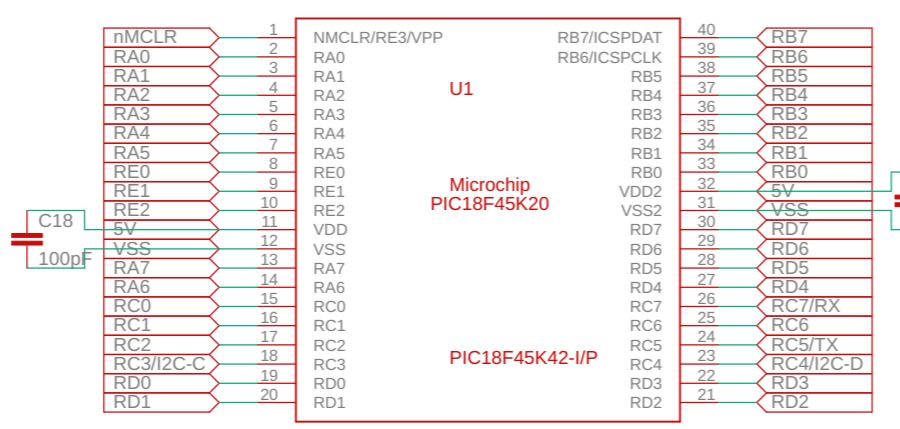 nMCLR 1 NMCLR/RE3/VPP RB7/ICSPDAT 40 RB7
RA0 2 RA0 RB6/ICSPCLK 39 RB6
RA1 3 RA1 RB5 38 RB5
U1
RA2 4 RA2 RB4 37 RB4
RA3 5 RA3 RB3 36 RB3
RA4 6 RA4 RB2 35 RB2
RA5 7 RA5 RB1 34 RB1
RE0 8 RE0 RB0 33 RB0
Microchip
RE1 9 RE1 VDD2 32 5V
PIC18F45K20
RE2 10 RE2 VSS2 31 VSS
C18
5V 11 VDD RD7 30 RD7
VSS 12 VSS RD6 29 RD6
100pF
RA7 13 RA7 RD5 28 RD5
RA6 14 RA6 RD4 27 RD4
RC0 15 RC0 RC7 26 RC7/RX
RC1 16 RC1 RC6 25 RC6
RC2 17 RC2 RC5 24 RC5/TX
PIC18F45K42-I/P
RC3/I2C-C 18 RC3 RC4 23 RC4/I2C-D
RD0 19 RD0 RD3 22 RD3
RD1 20 RD1 RD2 21 RD2